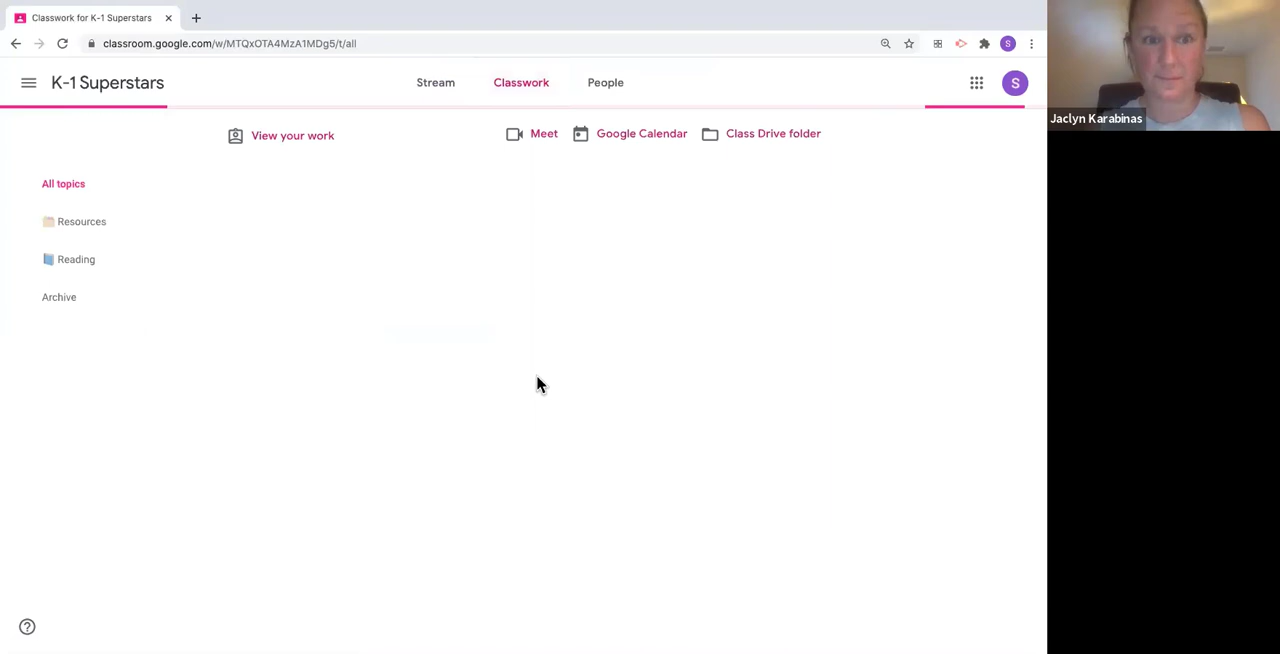 Classwork for K-1 Superstars
classroom.google.com/w/MTQxOTA4MzA1MDg5/t/all
S
K-1 Superstars
Stream
Classwork
People
S
Jaclyn Karabinas
View your work
Meet
Google Calendar
Class Drive folder
All topics
Resources
Reading
Archive